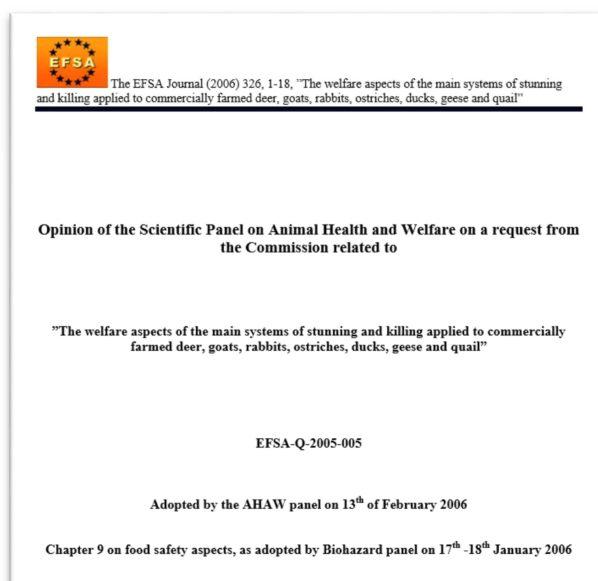 EFSA
The EFSA Journal (2006) 326, 1-18, ”The welfare aspects of the main systems of stunning
and killing applied to commercially farmed deer, goats, rabbits, ostriches, ducks, geese and quail”
Opinion of the Scientific Panel on Animal Health and Welfare on a request from
the Commission related to
”The welfare aspects of the main systems of stunning and killing applied to commercially
farmed deer, goats, rabbits, ostriches, ducks, geese and quail”
EFSA-Q-2005-005
Adopted by the AHAW panel on 13th of February 2006
Chapter 9 on food safety aspects, as adopted by Biohazard panel on 17th -18th January 2006